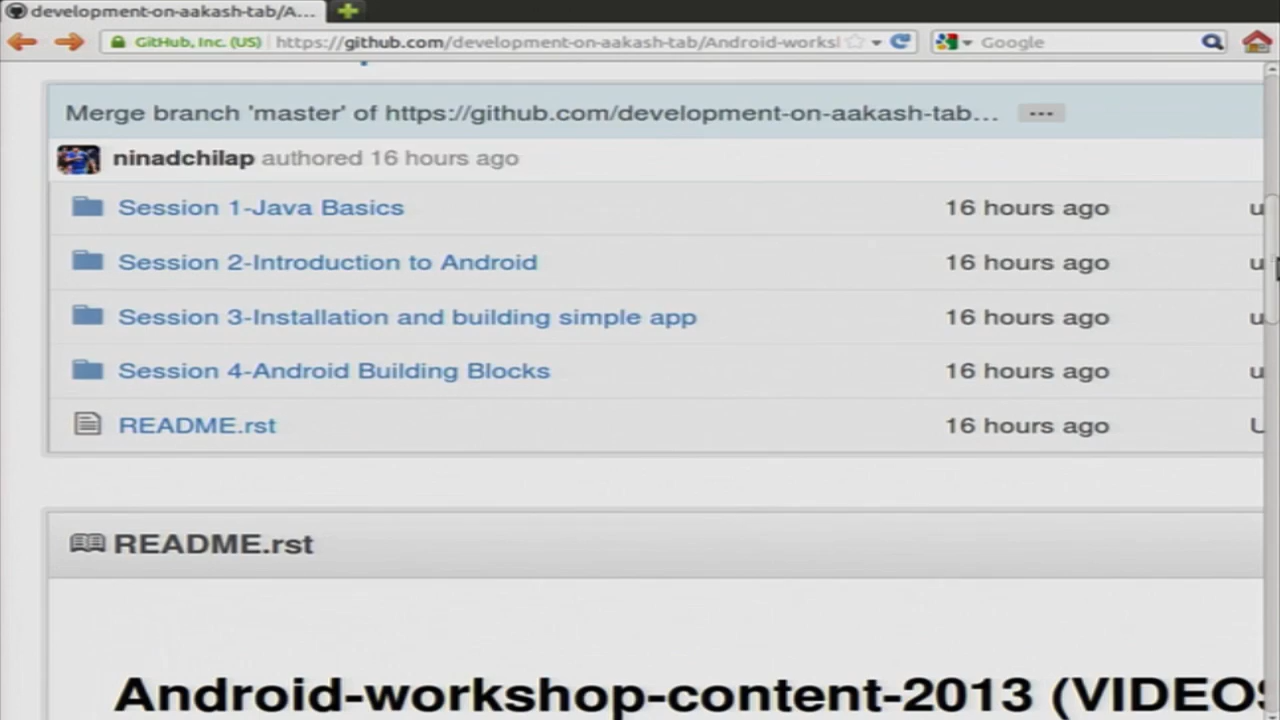 development-on-aakash-tab/A...
GitHub, Inc. (US) https://github.com/development-on-aakash-tab/Android-works
Google
Merge branch 'master' of https://github.com/development-on-aakash-tab... ...
ninadchilap authored 16 hours ago
Session 1-Java Basics 16 hours ago u
Session 2-Introduction to Android 16 hours ago u
Session 3-Installation and building simple app 16 hours ago u
Session 4-Android Building Blocks 16 hours ago u
README.rst 16 hours ago U
README.rst
Android-workshop-content-2013 (VIDEOS